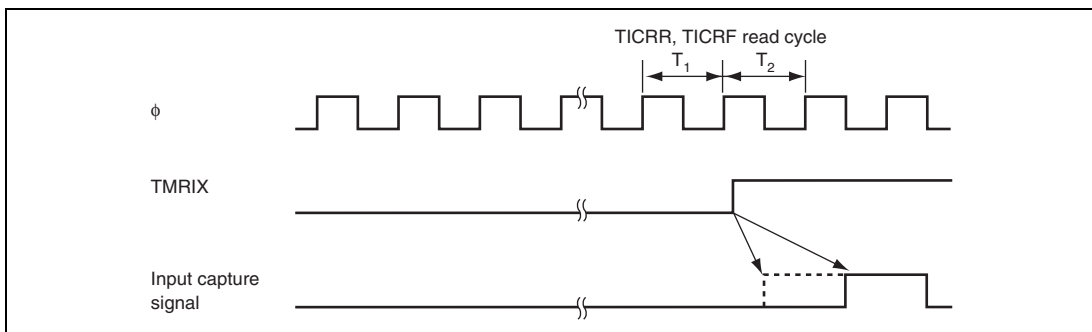 TICRR, TICRF read cycle
T1 T2
ϕ
TMRIX
Input capture
signal